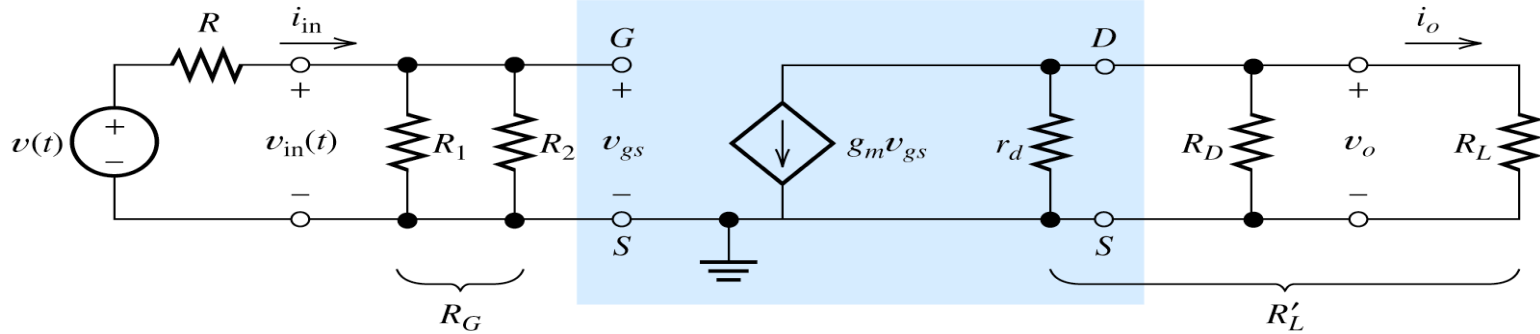 R i_in G D i_o
+ + +
v(t) + − v_in(t) R_1 R_2 v_gs g_m v_gs r_d R_D v_o R_L
− − −
S S
R_G R′_L